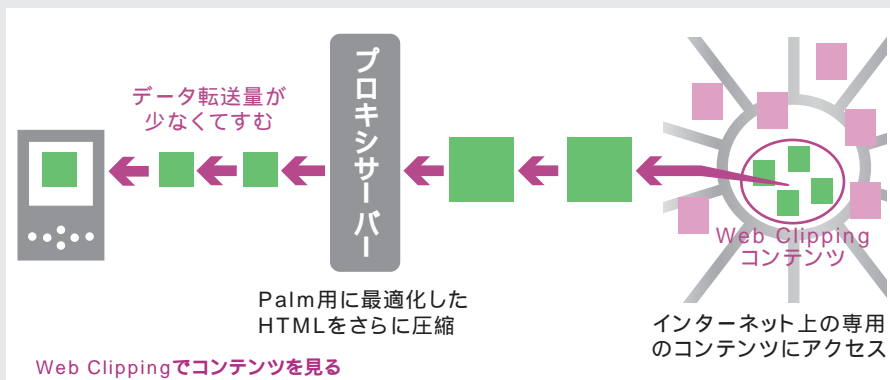 データ転送量が
少なくてすむ
プロキシサーバー
Web Clipping
コンテンツ
Palm用に最適化した
HTMLをさらに圧縮
インターネット上の専用
のコンテンツにアクセス
Web Clippingでコンテンツを見る